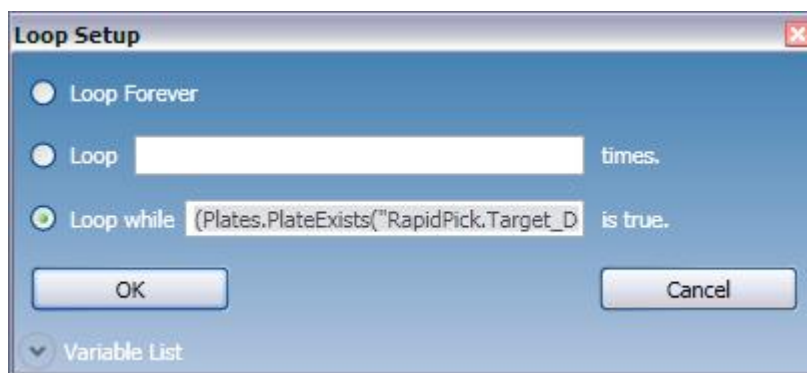 Loop Setup
Loop Forever
Loop times.
Loop while (Plates.PlateExists("RapidPick.Target_D is true.
OK Cancel
Variable List